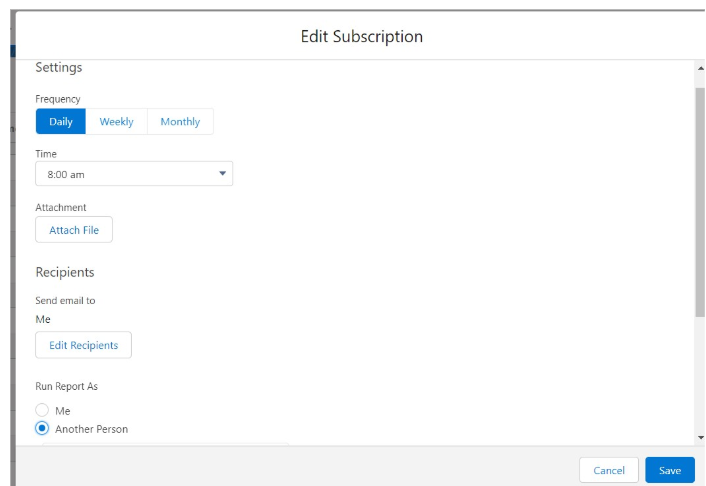 Edit Subscription
Settings
Frequency
Daily Weekly Monthly
Time
8:00 am
Attachment
Attach File
Recipients
Send email to
Me
Edit Recipients
Run Report As
Me
Another Person
Cancel Save